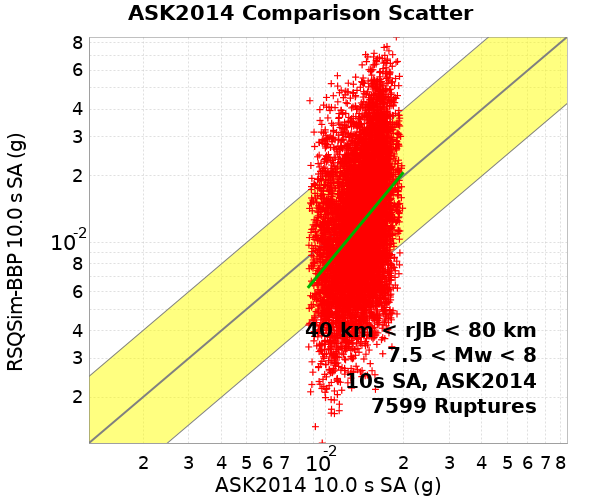 ASK2014 Comparison Scatter
8
6
4
3
2
10-2
8
6
4
3
2
RSQSim-BBP 10.0 s SA (g)
40 km < rJB < 80 km
7.5 < Mw < 8
10s SA, ASK2014
7599 Ruptures
2 3 4 5 6 7 10-2 2 3 4 5 6 7 8
ASK2014 10.0 s SA (g)